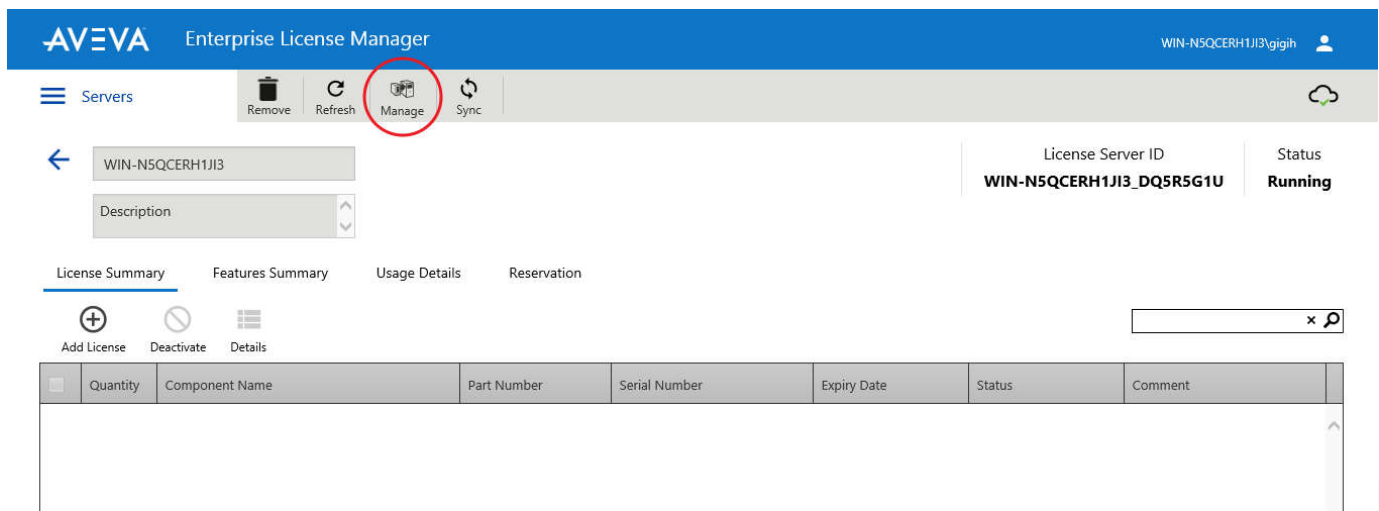 AVEVA Enterprise License Manager WIN-N5QCERH1JI3\gigih
Servers Remove Refresh Manage Sync
WIN-N5QCERH1JI3 License Server ID Status
WIN-N5QCERH1JI3_DQ5R5G1U Running
Description
License Summary Features Summary Usage Details Reservation
Add License Deactivate Details
Quantity Component Name Part Number Serial Number Expiry Date Status Comment